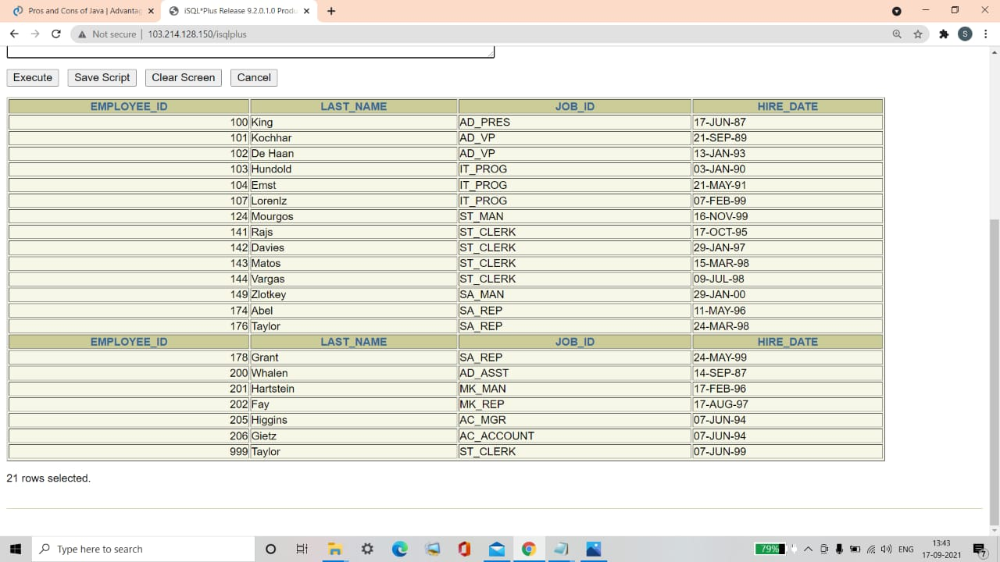 Pros and Cons of Java | Advantag
iSQL*Plus Release 9.2.0.1.0 Produ
Not secure | 103.214.128.150/isqlplus
S
Execute Save Script Clear Screen Cancel
EMPLOYEE_ID LAST_NAME JOB_ID HIRE_DATE
100 King AD_PRES 17-JUN-87
101 Kochhar AD_VP 21-SEP-89
102 De Haan AD_VP 13-JAN-93
103 Hundold IT_PROG 03-JAN-90
104 Ernst IT_PROG 21-MAY-91
107 Lorenlz IT_PROG 07-FEB-99
124 Mourgos ST_MAN 16-NOV-99
141 Rajs ST_CLERK 17-OCT-95
142 Davies ST_CLERK 29-JAN-97
143 Matos ST_CLERK 15-MAR-98
144 Vargas ST_CLERK 09-JUL-98
149 Zlotkey SA_MAN 29-JAN-00
174 Abel SA_REP 11-MAY-96
176 Taylor SA_REP 24-MAR-98
EMPLOYEE_ID LAST_NAME JOB_ID HIRE_DATE
178 Grant SA_REP 24-MAY-99
200 Whalen AD_ASST 14-SEP-87
201 Hartstein MK_MAN 17-FEB-96
202 Fay MK_REP 17-AUG-97
205 Higgins AC_MGR 07-JUN-94
206 Gietz AC_ACCOUNT 07-JUN-94
999 Taylor ST_CLERK 07-JUN-99
21 rows selected.
Type here to search
79%
ENG
13:43
17-09-2021
7